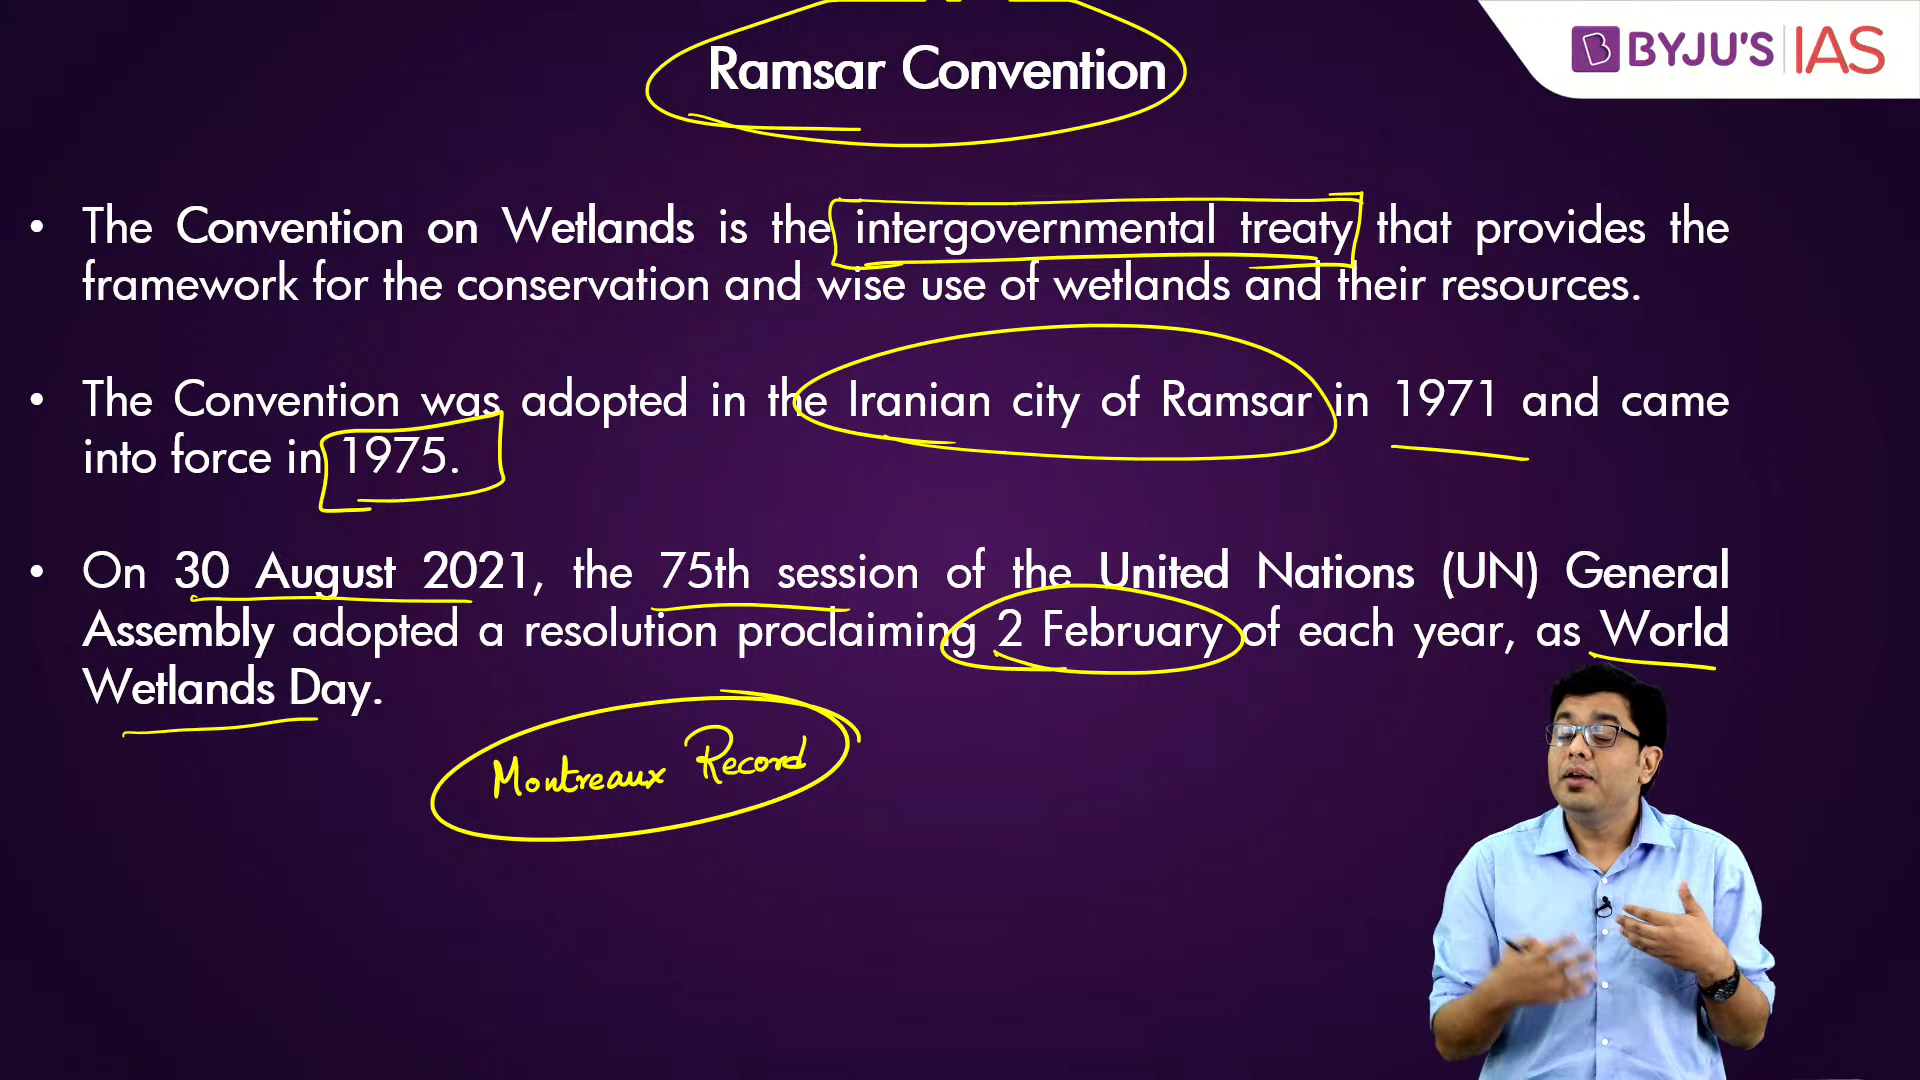 Ramsar Convention
BYJU'S IAS
• The Convention on Wetlands is the intergovernmental treaty that provides the
framework for the conservation and wise use of wetlands and their resources.
• The Convention was adopted in the Iranian city of Ramsar in 1971 and came
into force in 1975.
• On 30 August 2021, the 75th session of the United Nations (UN) General
Assembly adopted a resolution proclaiming 2 February of each year, as World
Wetlands Day.
Montreaux Record